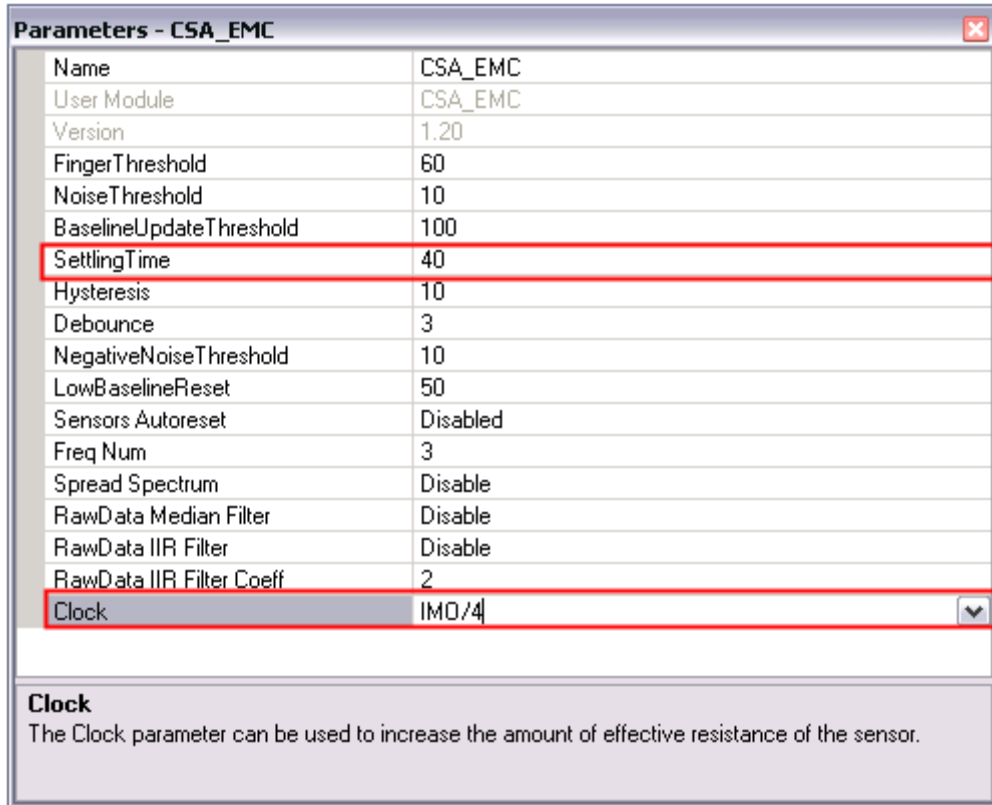 Parameters - CSA_EMC
Name CSA_EMC
User Module CSA_EMC
Version 1.20
FingerThreshold 60
NoiseThreshold 10
BaselineUpdateThreshold 100
SettlingTime 40
Hysteresis 10
Debounce 3
NegativeNoiseThreshold 10
LowBaselineReset 50
Sensors Autoreset Disabled
Freq Num 3
Spread Spectrum Disable
RawData Median Filter Disable
RawData IIR Filter Disable
RawData IIR Filter Coeff 2
Clock IMO/4
Clock
The Clock parameter can be used to increase the amount of effective resistance of the sensor.